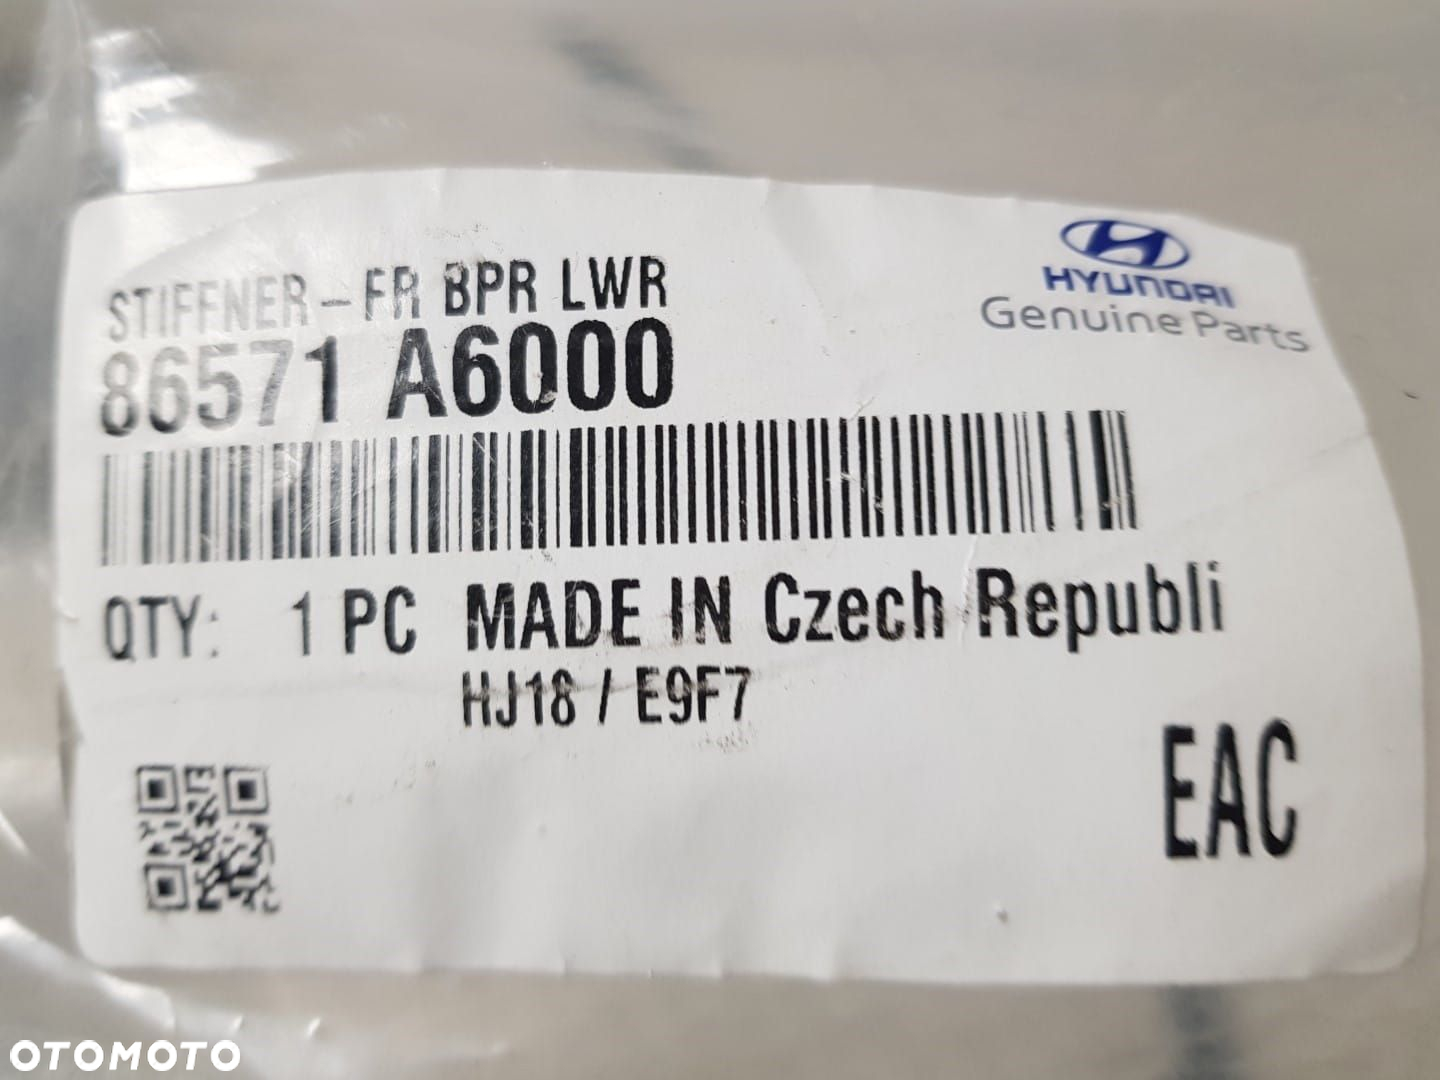 HYUNDAI
Genuine Parts
STIFFNER-FR BPR LWR
86571 A6000
QTY: 1 PC MADE IN Czech Republi
HJ18 / E9F7
EAC
OTOMOTO